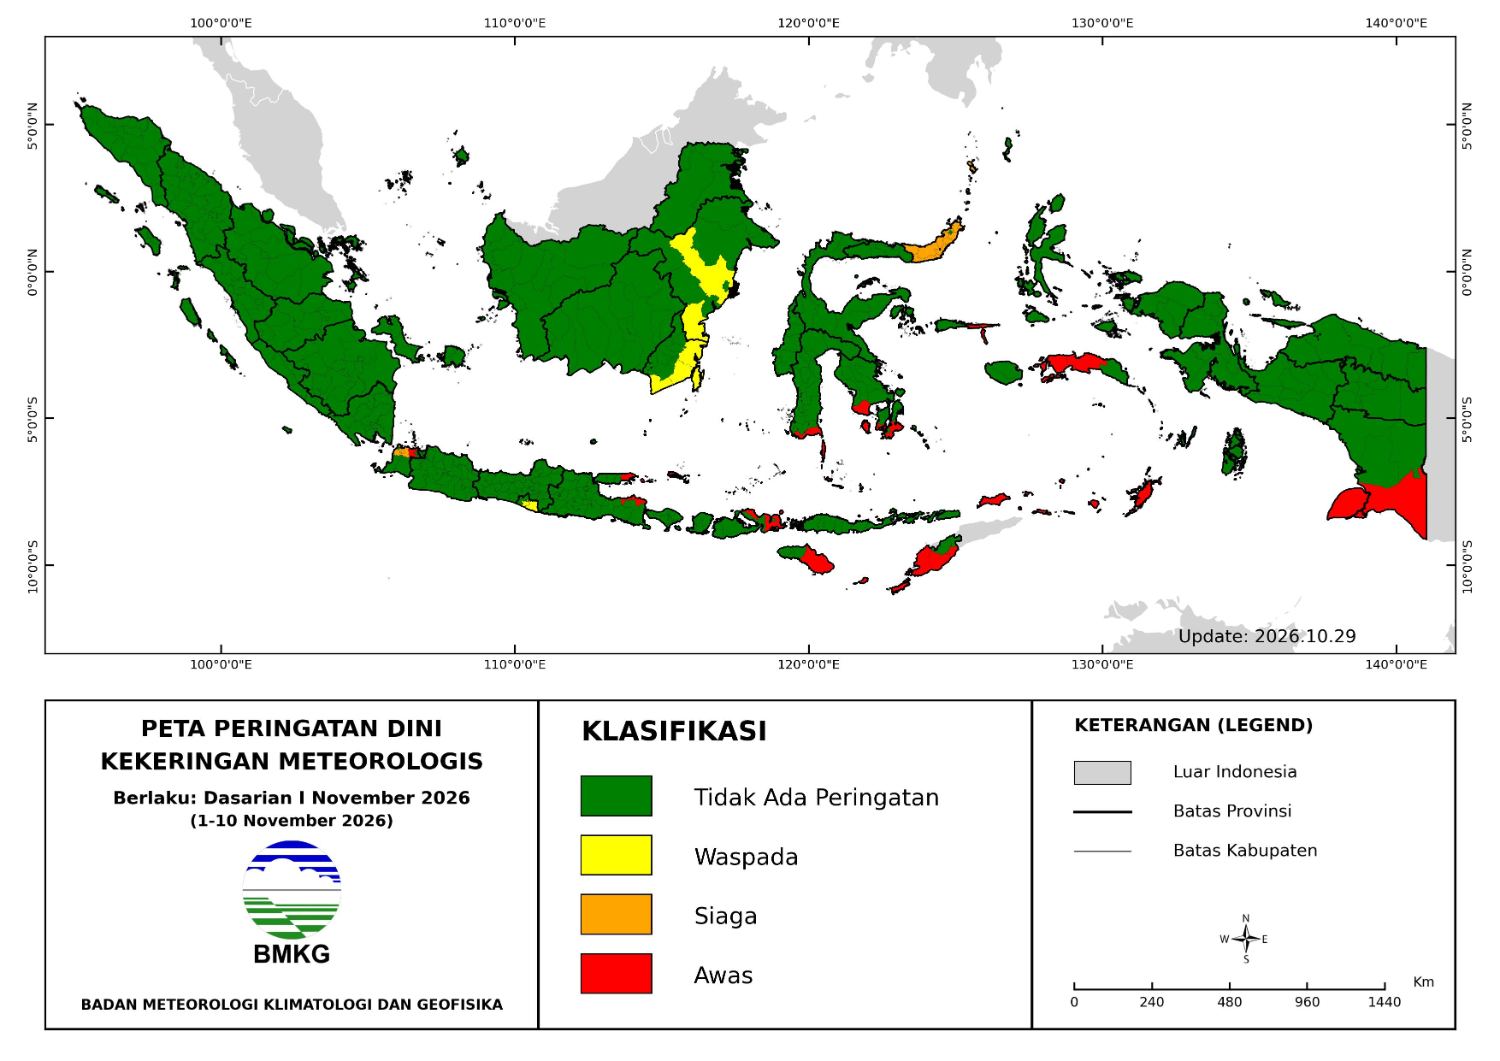 100°0'0"E 110°0'0"E 120°0'0"E 130°0'0"E 140°0'0"E
5°0'0"N 5°0'0"N
0°0'0"N 0°0'0"N
5°0'0"S 5°0'0"S
10°0'0"S 10°0'0"S
Update: 2026.10.29
100°0'0"E 110°0'0"E 120°0'0"E 130°0'0"E 140°0'0"E
PETA PERINGATAN DINI
KEKERINGAN METEOROLOGIS
Berlaku: Dasarian I November 2026
(1-10 November 2026)
BMKG
BADAN METEOROLOGI KLIMATOLOGI DAN GEOFISIKA
KLASIFIKASI
Tidak Ada Peringatan
Waspada
Siaga
Awas
KETERANGAN (LEGEND)
Luar Indonesia
Batas Provinsi
Batas Kabupaten
N
W E
S
Km
0 240 480 960 1440